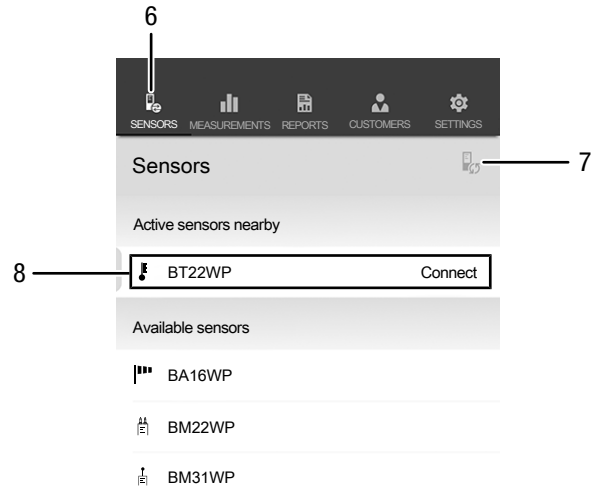 6
SENSORS MEASUREMENTS REPORTS CUSTOMERS SETTINGS
Sensors
7
Active sensors nearby
8
BT22WP Connect
Available sensors
BA16WP
BM22WP
BM31WP